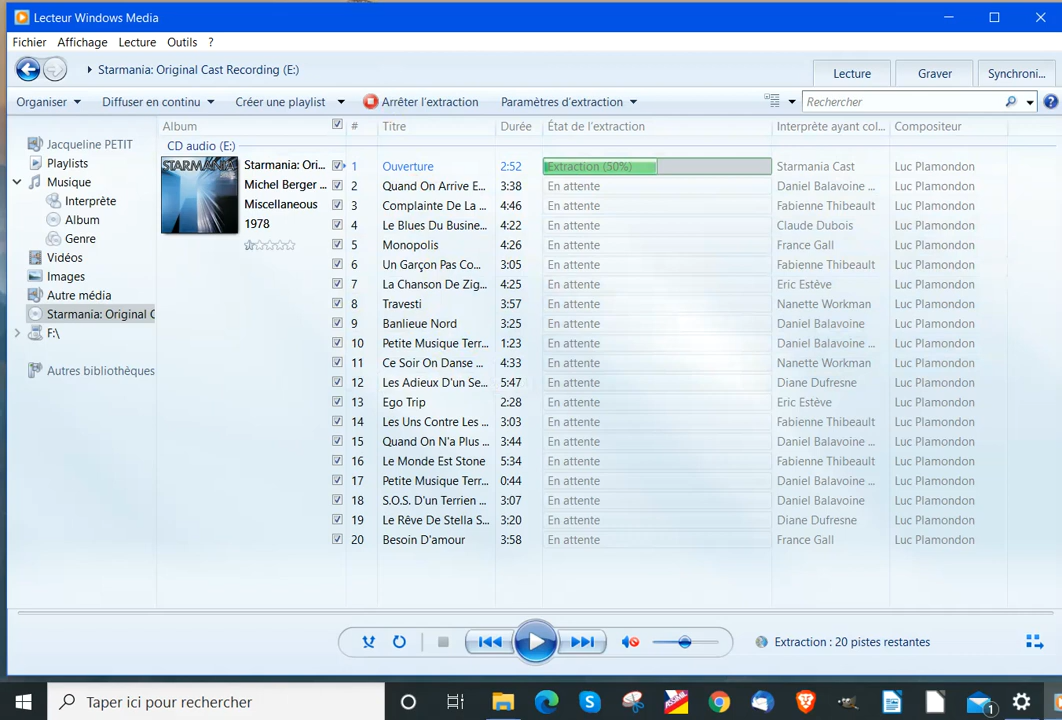 Lecteur Windows Media
Fichier Affichage Lecture Outils ?
Starmania: Original Cast Recording (E:)
Lecture Graver Synchroni...
Organiser Diffuser en continu Créer une playlist Arrêter l'extraction Paramètres d'extraction Rechercher
Album # Titre Durée État de l'extraction Interprète ayant col... Compositeur
CD audio (E:)
Jacqueline PETIT
Playlists
Musique
Interprète
Album
Genre
Vidéos
Images
Autre média
Starmania: Original C
F:\
Autres bibliothèques
STARMANIA
Starmania: Ori...
Michel Berger ...
Miscellaneous
1978
1 Ouverture 2:52 Extraction (50%) Starmania Cast Luc Plamondon
2 Quand On Arrive E... 3:38 En attente Daniel Balavoine ... Luc Plamondon
3 Complainte De La ... 4:46 En attente Fabienne Thibeault Luc Plamondon
4 Le Blues Du Busine... 4:22 En attente Claude Dubois Luc Plamondon
5 Monopolis 4:26 En attente France Gall Luc Plamondon
6 Un Garçon Pas Co... 3:05 En attente Fabienne Thibeault Luc Plamondon
7 La Chanson De Zig... 4:25 En attente Eric Estève Luc Plamondon
8 Travesti 3:57 En attente Nanette Workman Luc Plamondon
9 Banlieue Nord 3:25 En attente Daniel Balavoine Luc Plamondon
10 Petite Musique Terr... 1:23 En attente Daniel Balavoine ... Luc Plamondon
11 Ce Soir On Danse ... 4:33 En attente Nanette Workman Luc Plamondon
12 Les Adieux D'un Se... 5:47 En attente Diane Dufresne Luc Plamondon
13 Ego Trip 2:28 En attente Eric Estève Luc Plamondon
14 Les Uns Contre Les ... 3:03 En attente Fabienne Thibault Luc Plamondon
15 Quand On N'a Plus ... 3:44 En attente Daniel Balavoine ... Luc Plamondon
16 Le Monde Est Stone 5:34 En attente Fabienne Thibault Luc Plamondon
17 Petite Musique Terr... 0:44 En attente Daniel Balavoine ... Luc Plamondon
18 S.O.S. D'un Terrien ... 3:07 En attente Daniel Balavoine Luc Plamondon
19 Le Rêve De Stella S... 3:20 En attente Diane Dufresne Luc Plamondon
20 Besoin D'amour 3:58 En attente France Gall Luc Plamondon
Extraction : 20 pistes restantes
Taper ici pour rechercher
1